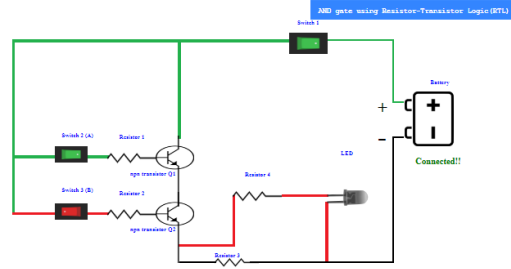 AND gate using Resistor-Transistor Logic(RTL)
Switch 1
Battery
+
−
Connected!!
Switch 2 (A)
Resistor 1
npn transistor Q1
LED
Switch 3 (B)
Resistor 2
Resistor 4
npn transistor Q2
Resistor 3